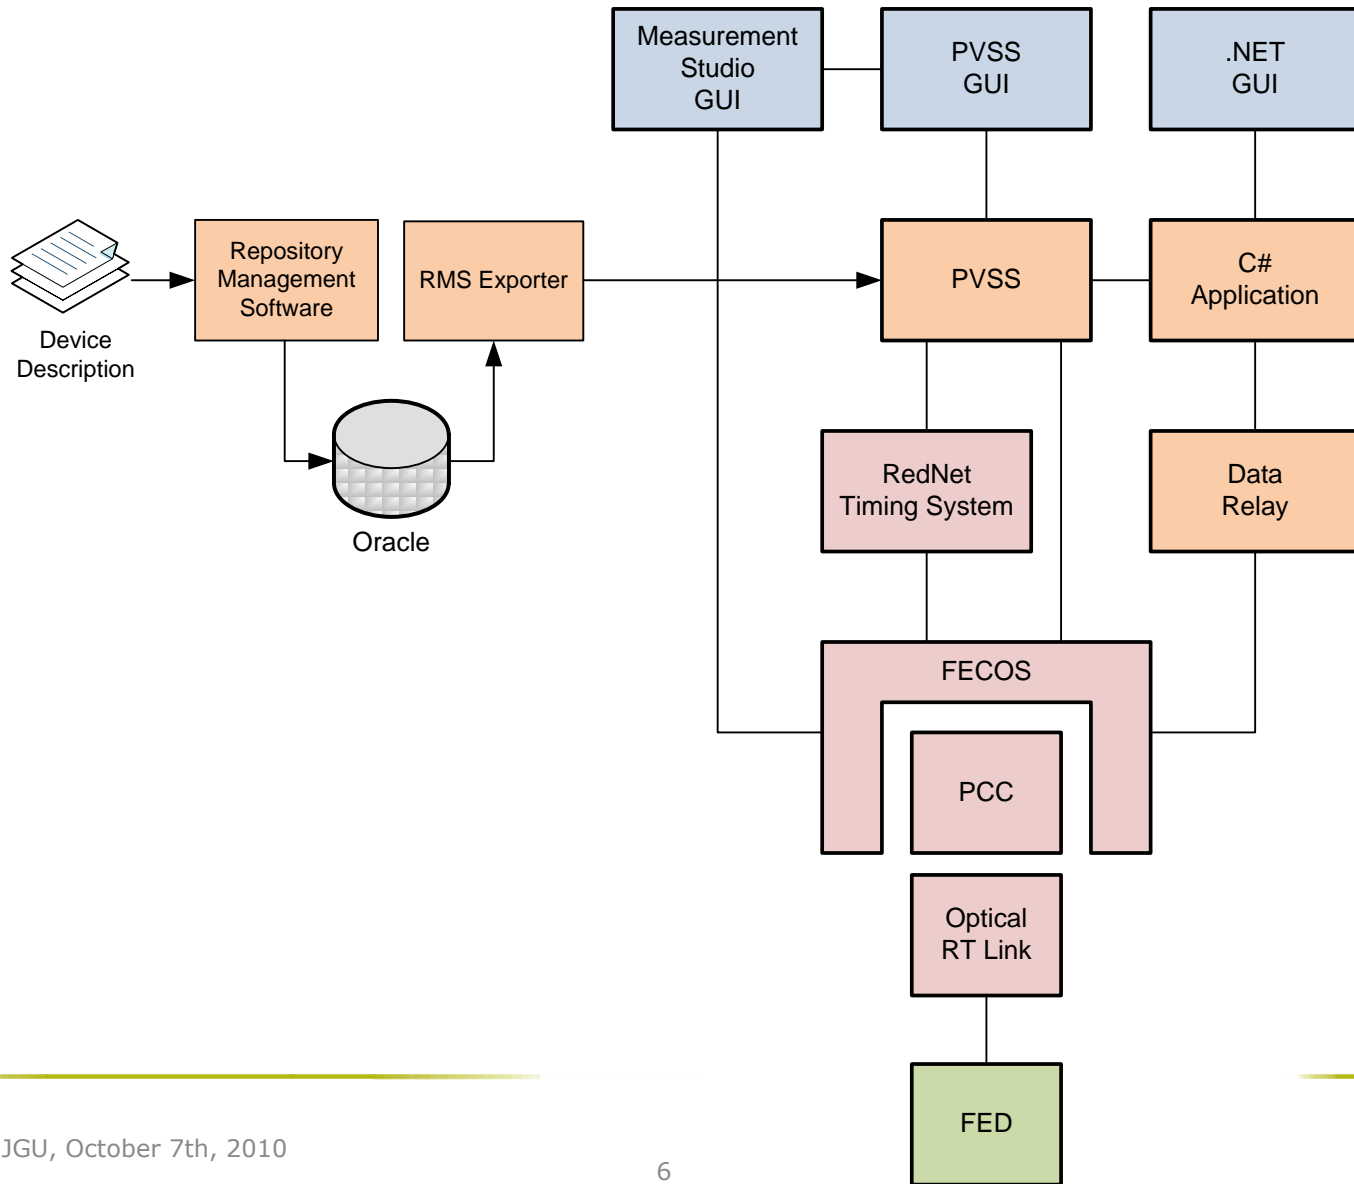 Measurement
Studio
GUI
PVSS
GUI
.NET
GUI
Device
Description
Repository
Management
Software
RMS Exporter
PVSS
C#
Application
Oracle
RedNet
Timing System
Data
Relay
FECOS
PCC
Optical
RT Link
FED
JGU, October 7th, 2010
6